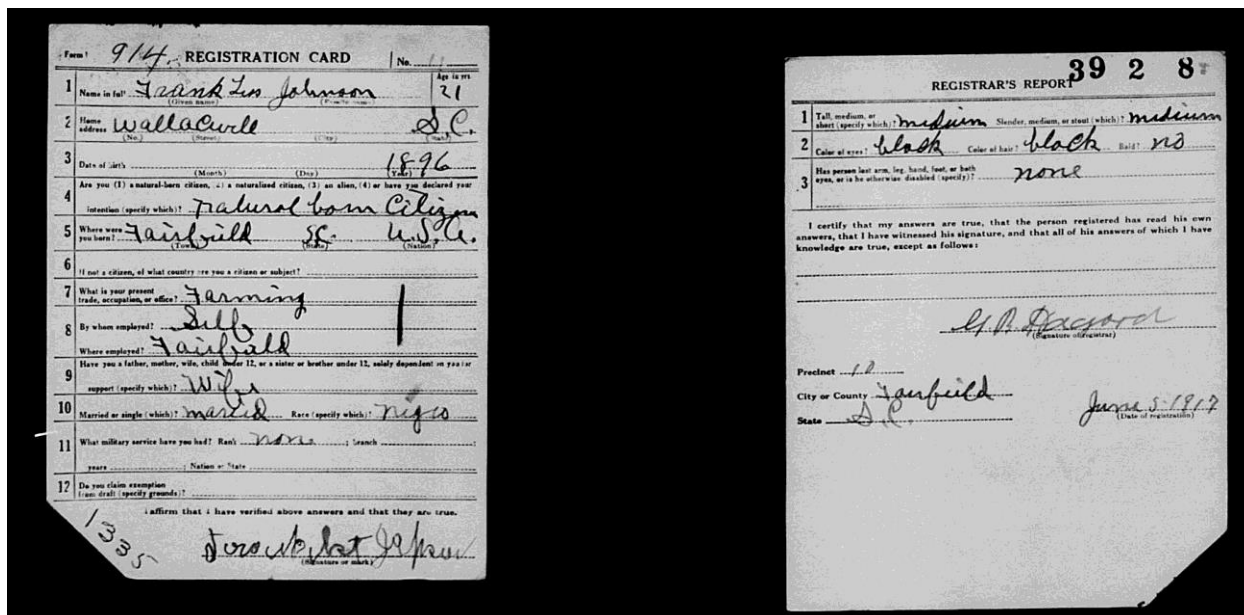 Form 1 914 REGISTRATION CARD No.
1 Name in full Frank Johnson Age in yrs. 21
(Given name) (Family name)
2 Home address Wallaceville S.C.
(No.) (Street) (City) (State)
3 Date of birth 1896
(Month) (Day) (Year)
Are you (1) a natural-born citizen, (2) a naturalized citizen, (3) an alien, (4) or have you declared your
4 intention (specify which)? natural born Citizen
5 Where were you born? Fairfield S.C. U.S.A.
(Town) (State) (Nation)
6 If not a citizen, of what country are you a citizen or subject?
7 What is your present trade, occupation, or office? Farming
8 By whom employed? Self
Where employed? Fairfield
9 Have you a father, mother, wife, child under 12, or a sister or brother under 12, solely dependent on you for
support (specify which)? Wife
10 Married or single (which)? married Race (specify which)? negro
11 What military service have you had? Rank none ; branch ;
years ; Nation or State
12 Do you claim exemption from draft (specify grounds)?
I affirm that I have verified above answers and that they are true.
(Signature or mark)
1335
39 2 8
REGISTRAR'S REPORT
1 Tall, medium, or short (specify which)? medium Slender, medium, or stout (which)? medium
2 Color of eyes? black Color of hair? black Bald? no
3 Has person lost arm, leg, hand, foot, or both eyes, or is he otherwise disabled (specify)? none
I certify that my answers are true, that the person registered has read his own
answers, that I have witnessed his signature, and that all of his answers of which I have
knowledge are true, except as follows:
(Signature of registrar)
Precinct 10
City or County Fairfield
State S.C. June 5 1917
(Date of registration)